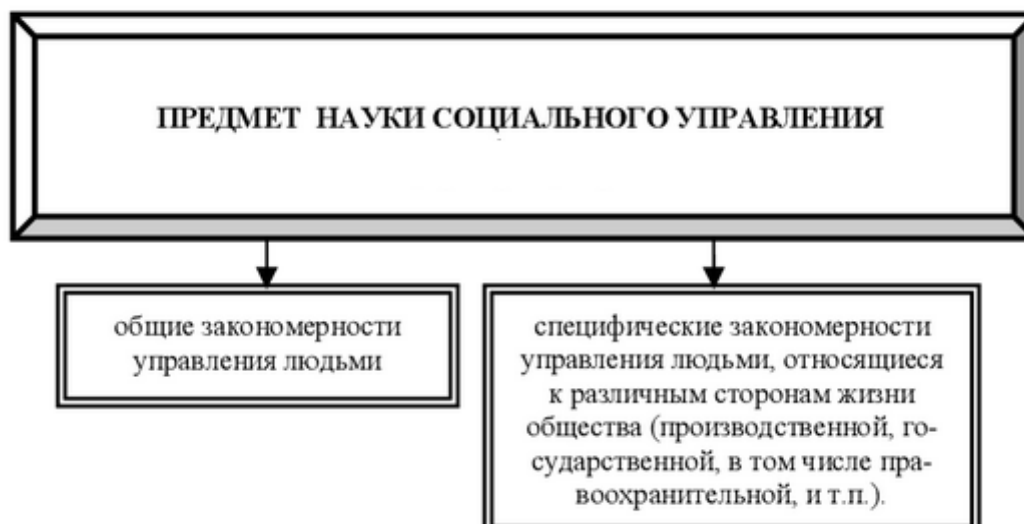 ПРЕДМЕТ НАУКИ СОЦИАЛЬНОГО УПРАВЛЕНИЯ
общие закономерности
управления людьми
специфические закономерности
управления людьми, относящиеся
к различным сторонам жизни
общества (производственной, го-
сударственной, в том числе пра-
воохранительной, и т.п.).